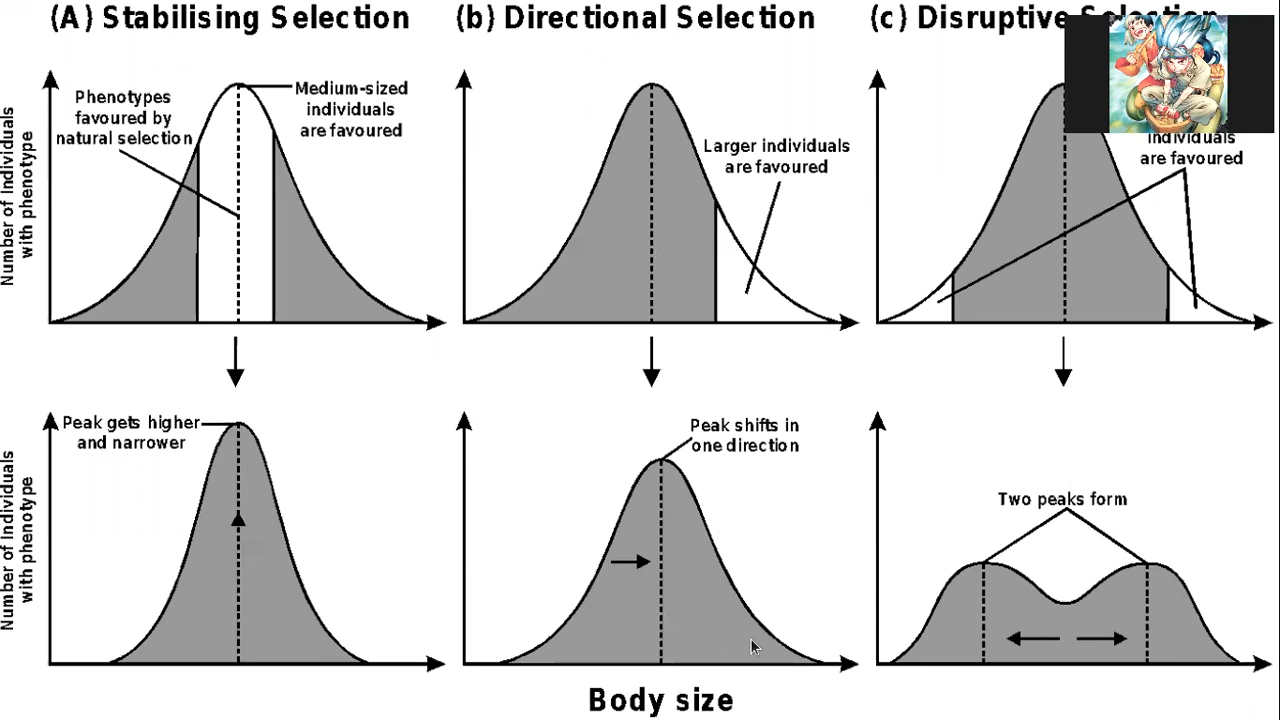 (A) Stabilising Selection
(b) Directional Selection
(c) Disruptive Selection
Number of Individuals
with phenotype
Phenotypes
favoured by
natural selection
Medium-sized
individuals
are favoured
Larger individuals
are favoured
individuals
are favoured
Number of Individuals
with phenotype
Peak gets higher
and narrower
Peak shifts in
one direction
Two peaks form
Body size